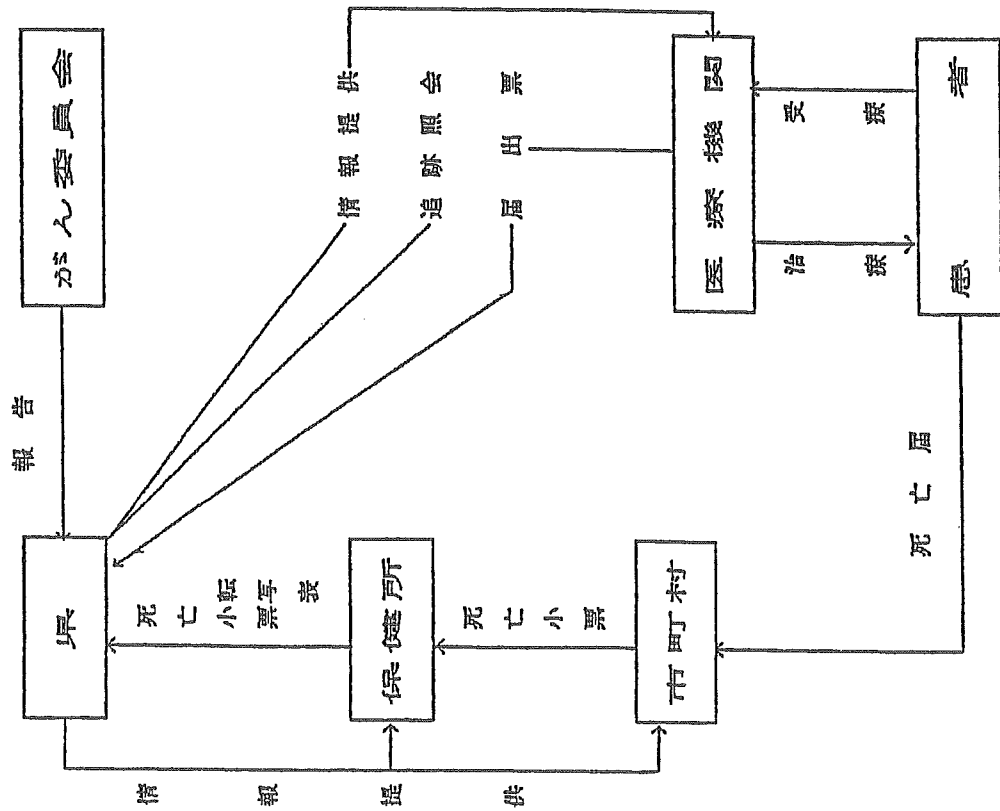 がん委員会
報告
県
情報提供
追跡照会
届出票
医療機関
受療
治療
患者
死亡届
死亡小票
転写表
保健所
死亡小票
市町村
情報提供